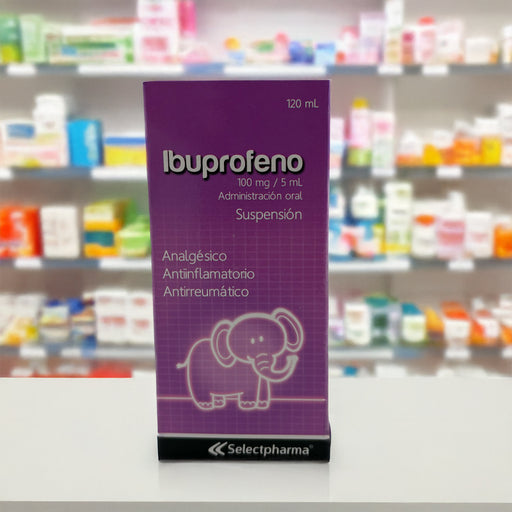 120 mL
Ibuprofeno
100 mg / 5 mL
Administración oral
Suspensión
Analgésico
Antiinflamatorio
Antirreumático
Selectpharma®